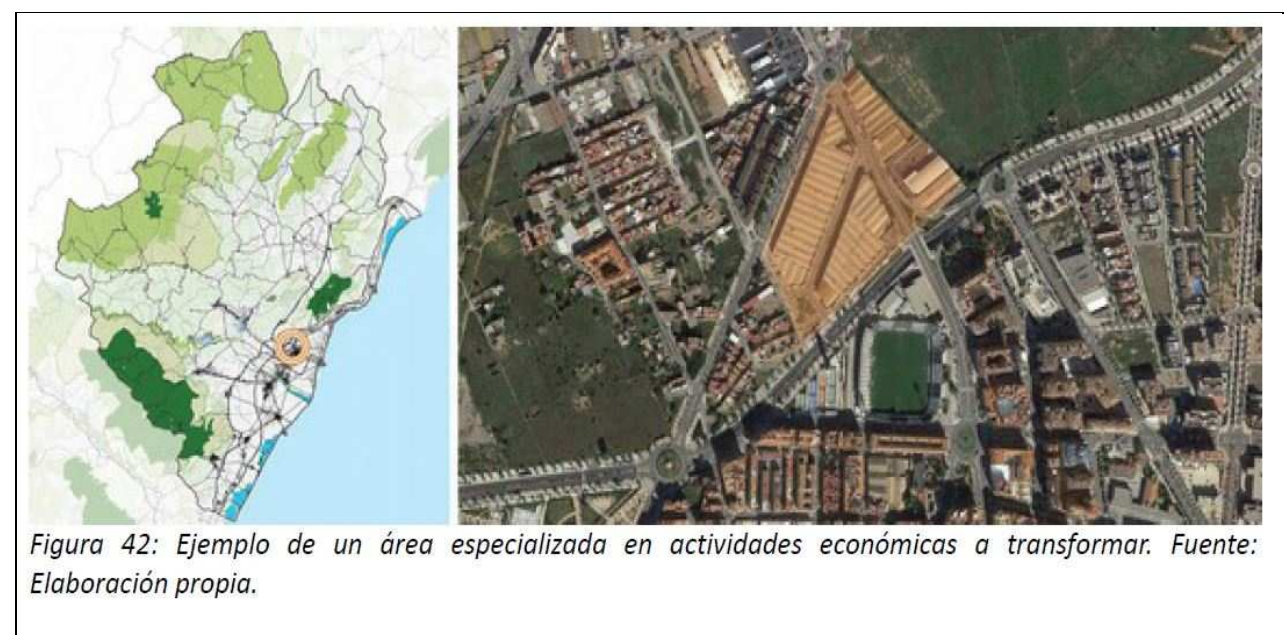 Figura 42: Ejemplo de un área especializada en actividades económicas a transformar. Fuente:
Elaboración propia.